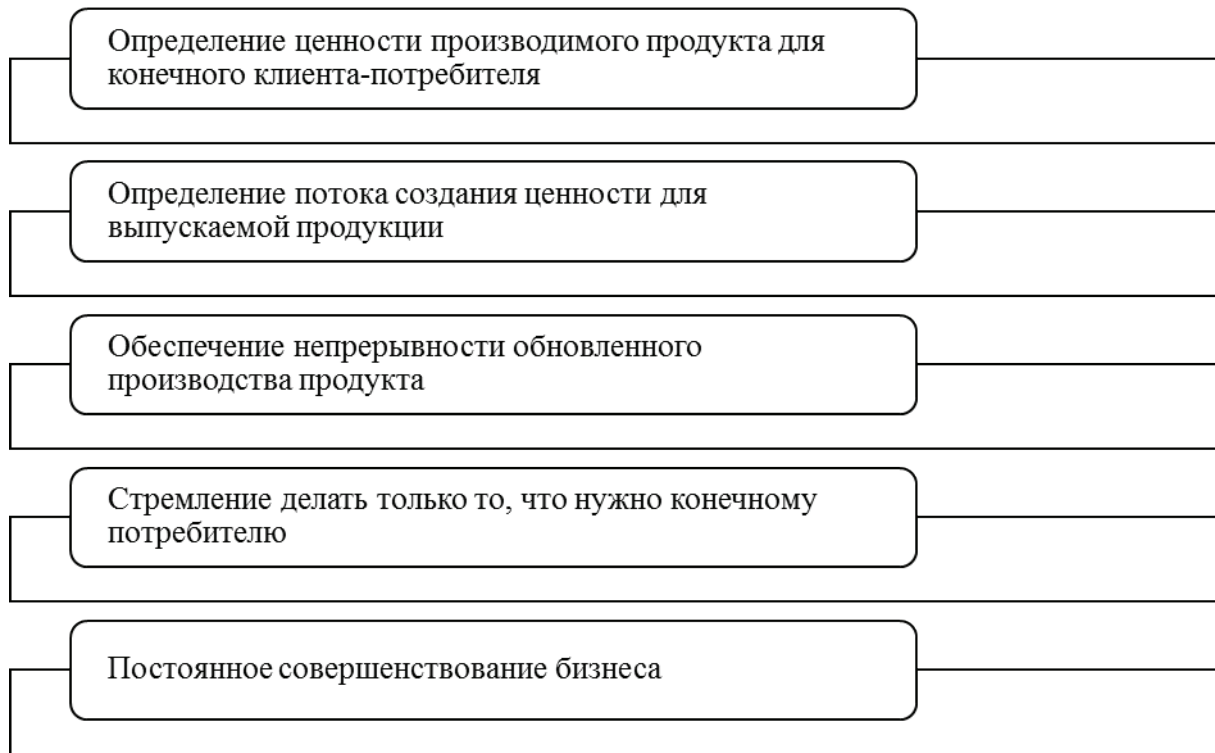 Определение ценности производимого продукта для
конечного клиента-потребителя
Определение потока создания ценности для
выпускаемой продукции
Обеспечение непрерывности обновленного
производства продукта
Стремление делать только то, что нужно конечному
потребителю
Постоянное совершенствование бизнеса